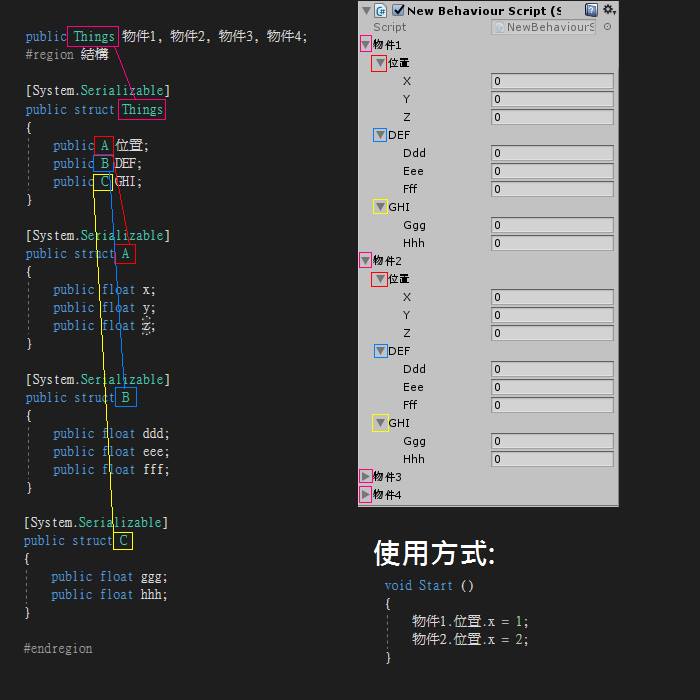 public Things 物件1, 物件2, 物件3, 物件4;
#region 結構
[System.Serializable]
public struct Things
{
public A 位置;
public B DEF;
public C GHI;
}
[System.Serializable]
public struct A
{
public float x;
public float y;
public float z;
}
[System.Serializable]
public struct B
{
public float ddd;
public float eee;
public float fff;
}
[System.Serializable]
public struct C
{
public float ggg;
public float hhh;
}
#endregion
New Behaviour Script (S
Script NewBehaviourS
物件1
位置
X 0
Y 0
Z 0
DEF
Ddd 0
Eee 0
Fff 0
GHI
Ggg 0
Hhh 0
物件2
位置
X 0
Y 0
Z 0
DEF
Ddd 0
Eee 0
Fff 0
GHI
Ggg 0
Hhh 0
物件3
物件4
使用方式:
void Start ()
{
物件1.位置.x = 1;
物件2.位置.x = 2;
}